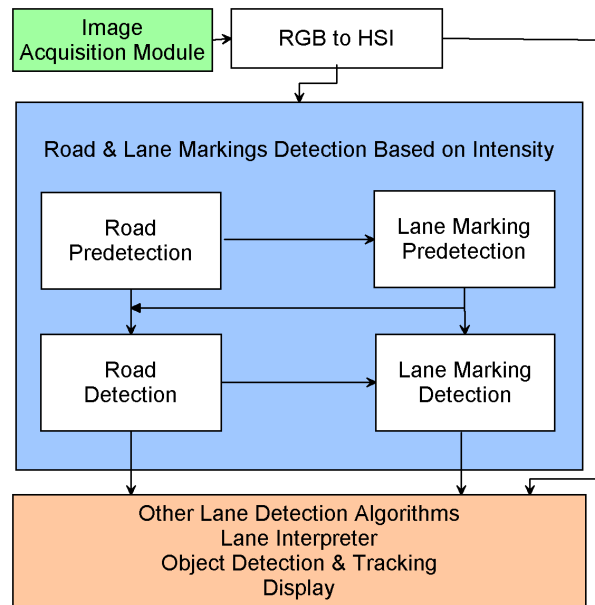 Image
Acquisition Module
RGB to HSI
Road & Lane Markings Detection Based on Intensity
Road
Predetection
Lane Marking
Predetection
Road
Detection
Lane Marking
Detection
Other Lane Detection Algorithms
Lane Interpreter
Object Detection & Tracking
Display